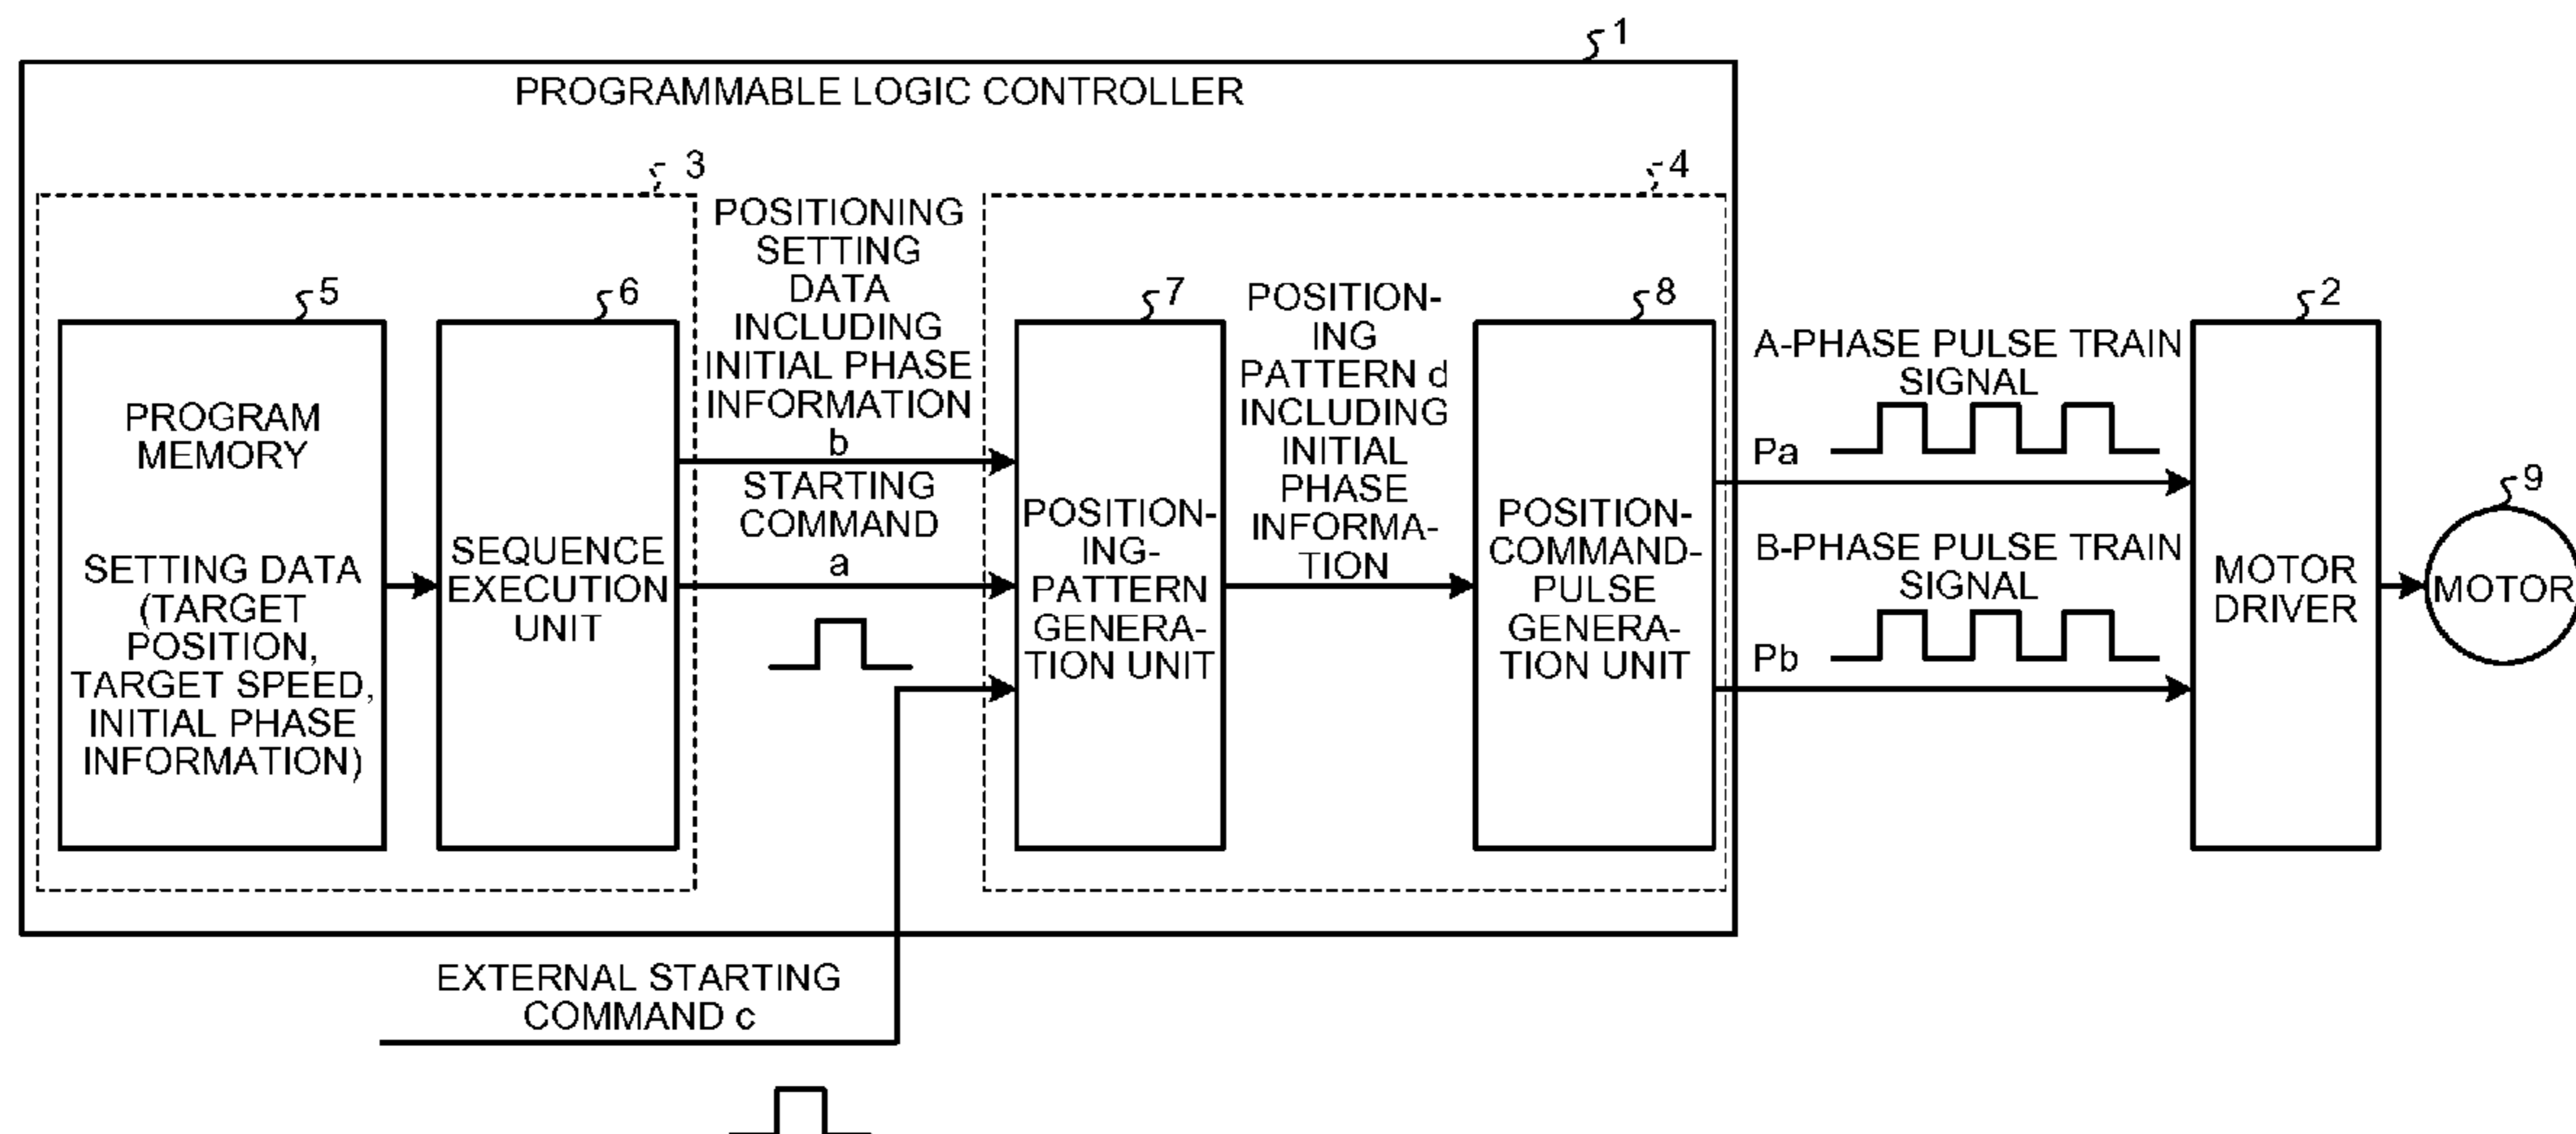 1
PROGRAMMABLE LOGIC CONTROLLER
3
4
5
PROGRAM
MEMORY
SETTING DATA
(TARGET
POSITION,
TARGET SPEED,
INITIAL PHASE
INFORMATION)
6
SEQUENCE
EXECUTION
UNIT
POSITIONING
SETTING
DATA
INCLUDING
INITIAL PHASE
INFORMATION
b
STARTING
COMMAND
a
7
POSITION-
ING-
PATTERN
GENERA-
TION UNIT
POSITION-
ING
PATTERN d
INCLUDING
INITIAL
PHASE
INFORMA-
TION
8
POSITION-
COMMAND-
PULSE
GENERA-
TION UNIT
A-PHASE PULSE TRAIN
SIGNAL
Pa
B-PHASE PULSE TRAIN
SIGNAL
Pb
2
MOTOR
DRIVER
9
MOTOR
EXTERNAL STARTING
COMMAND c